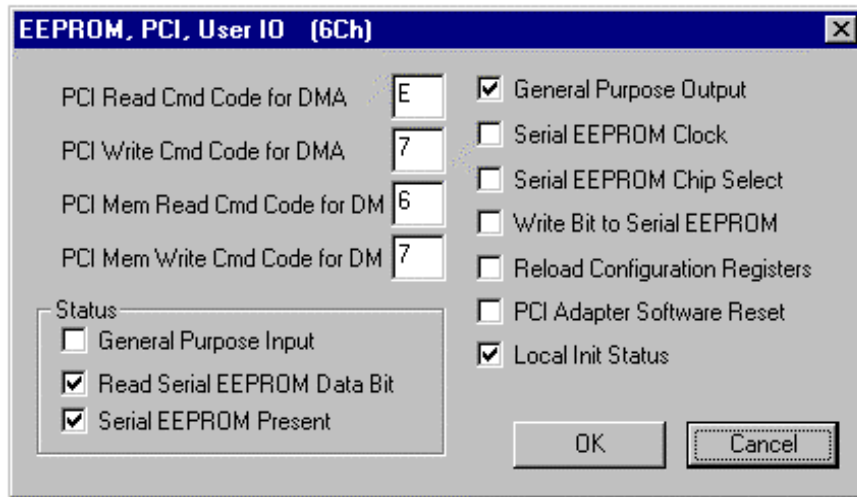 EEPROM, PCI, User IO (6Ch)
PCI Read Cmd Code for DMA E
PCI Write Cmd Code for DMA 7
PCI Mem Read Cmd Code for DM 6
PCI Mem Write Cmd Code for DM 7
Status
General Purpose Input
Read Serial EEPROM Data Bit
Serial EEPROM Present
General Purpose Output
Serial EEPROM Clock
Serial EEPROM Chip Select
Write Bit to Serial EEPROM
Reload Configuration Registers
PCI Adapter Software Reset
Local Init Status
OK Cancel